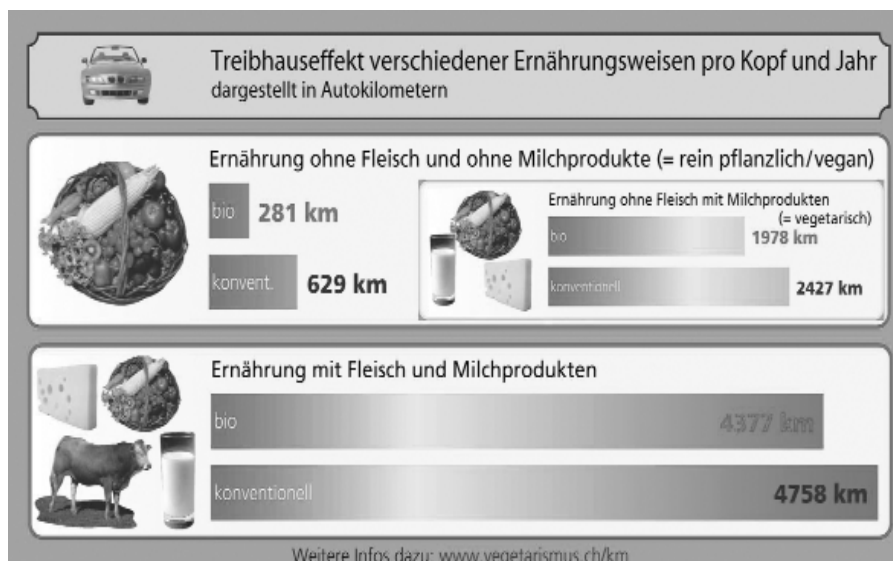 Treibhauseffekt verschiedener Ernährungsweisen pro Kopf und Jahr
dargestellt in Autokilometern
Ernährung ohne Fleisch und ohne Milchprodukte (= rein pflanzlich/vegan)
bio 281 km
konvent. 629 km
Ernährung ohne Fleisch mit Milchprodukten
(= vegetarisch)
bio 1978 km
konventionell 2427 km
Ernährung mit Fleisch und Milchprodukten
bio 4377 km
konventionell 4758 km
Weitere Infos dazu: www.vegetarismus.ch/km